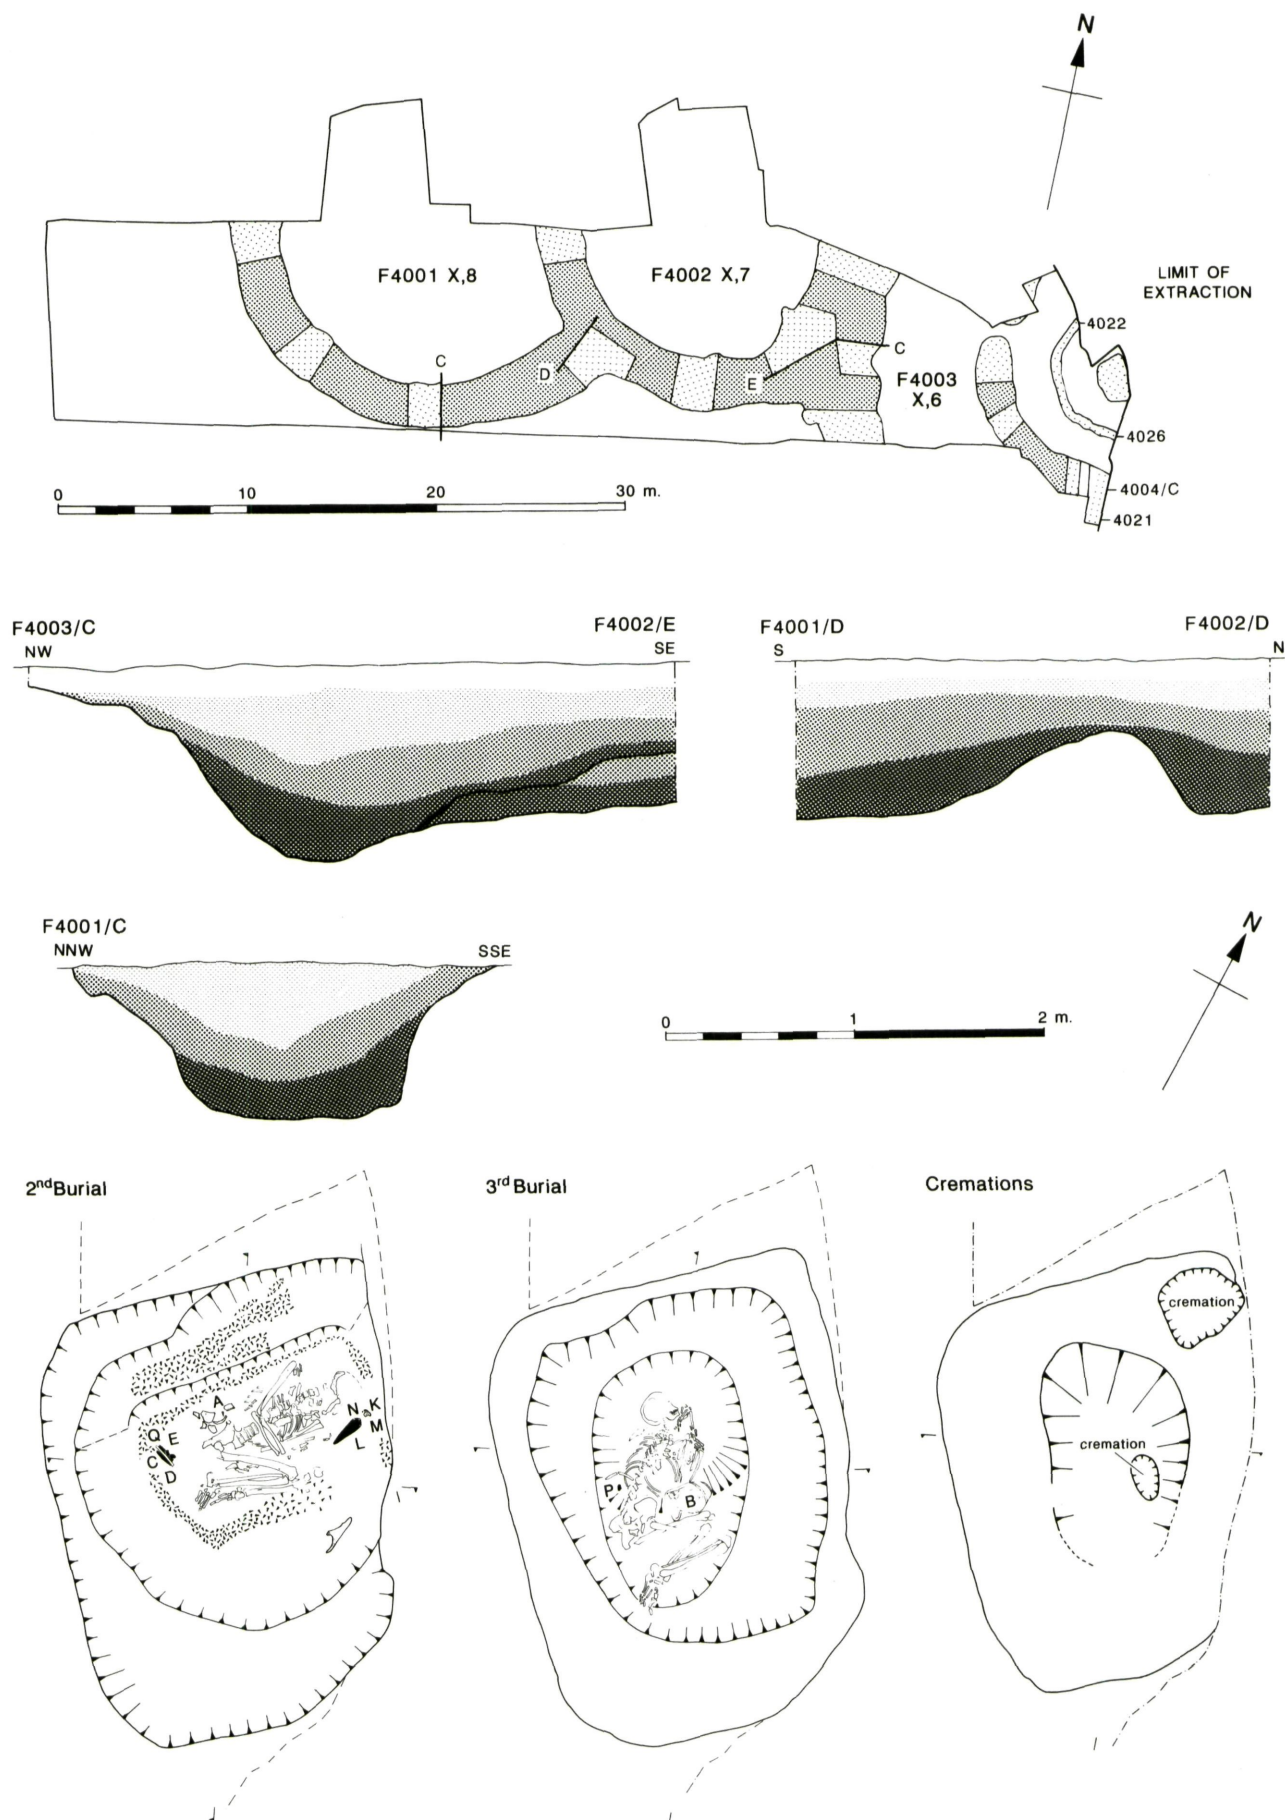 N
F4001 X,8
F4002 X,7
LIMIT OF
EXTRACTION
4022
C
D
E
C
F4003
X,6
4026
4004/C
4021
0 10 20 30 m.
F4003/C F4002/E
NW SE
F4001/D F4002/D
S N
F4001/C
NNW SSE
N
0 1 2 m.
2nd Burial
3rd Burial
Cremations
cremation
A
N K
Q E M
C L
D
P B
cremation